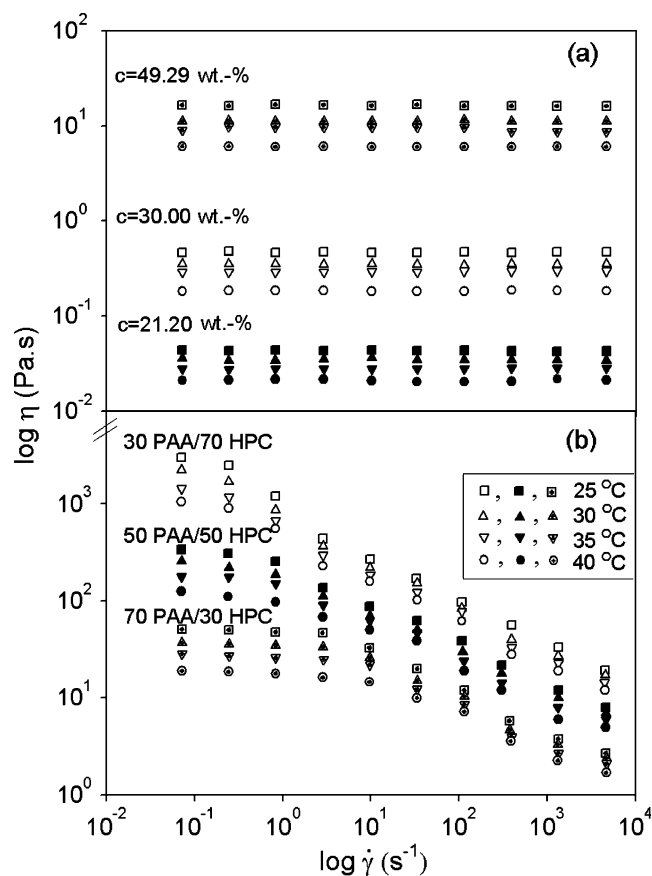 10²
(a)
c=49.29 wt.-%
10¹
10⁰
c=30.00 wt.-%
10⁻¹
c=21.20 wt.-%
10⁻²
log η (Pa.s)
30 PAA/70 HPC
(b)
10³
, , 25 °C
, , 30 °C
, , 35 °C
, , 40 °C
50 PAA/50 HPC
10²
70 PAA/30 HPC
10¹
10⁰
10⁻² 10⁻¹ 10⁰ 10¹ 10² 10³ 10⁴
log γ̇ (s⁻¹)